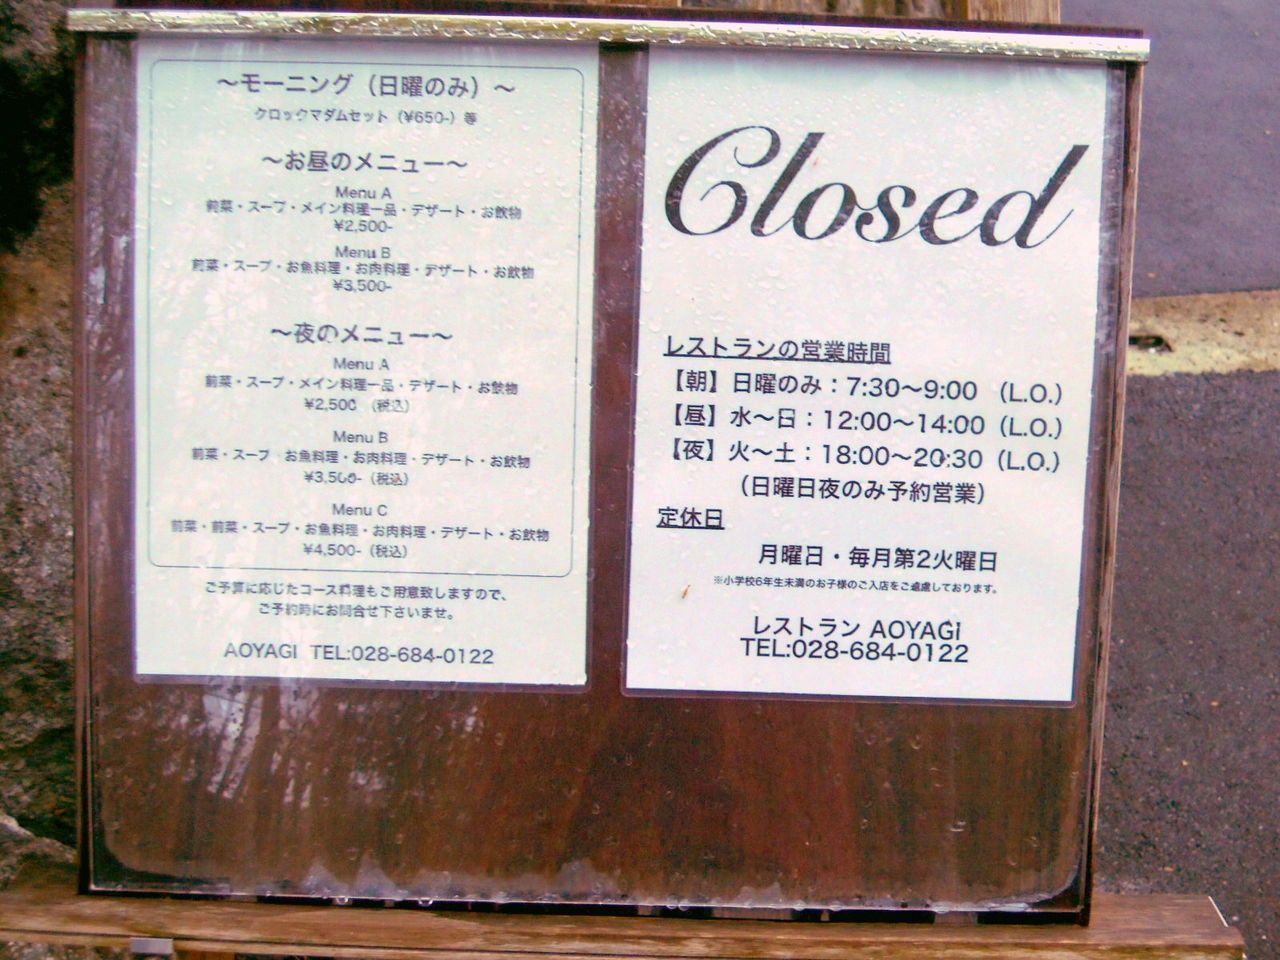 〜モーニング（日曜のみ）〜
クロックマダムセット（¥650-）等
〜お昼のメニュー〜
Menu A
前菜・スープ・メイン料理一品・デザート・お飲物
¥2,500-
Menu B
前菜・スープ・お魚料理・お肉料理・デザート・お飲物
¥3,500-
〜夜のメニュー〜
Menu A
前菜・スープ・メイン料理一品・デザート・お飲物
¥2,500 （税込）
Menu B
前菜・スープ お魚料理・お肉料理・デザート・お飲物
¥3,500-（税込）
Menu C
前菜・前菜・スープ・お魚料理・お肉料理・デザート・お飲物
¥4,500-（税込）
ご予算に応じたコース料理もご用意致しますので、
ご予約時にお問合せ下さいませ。
AOYAGI TEL:028-684-0122
Closed
レストランの営業時間
【朝】日曜のみ：7:30〜9:00 （L.O.）
【昼】水〜日：12:00〜14:00（L.O.）
【夜】火〜土：18:00〜20:30（L.O.）
（日曜日夜のみ予約営業）
定休日
月曜日・毎月第2火曜日
※小学校6年生未満のお子様のご入店をご遠慮しております。
レストラン AOYAGI
TEL:028-684-0122